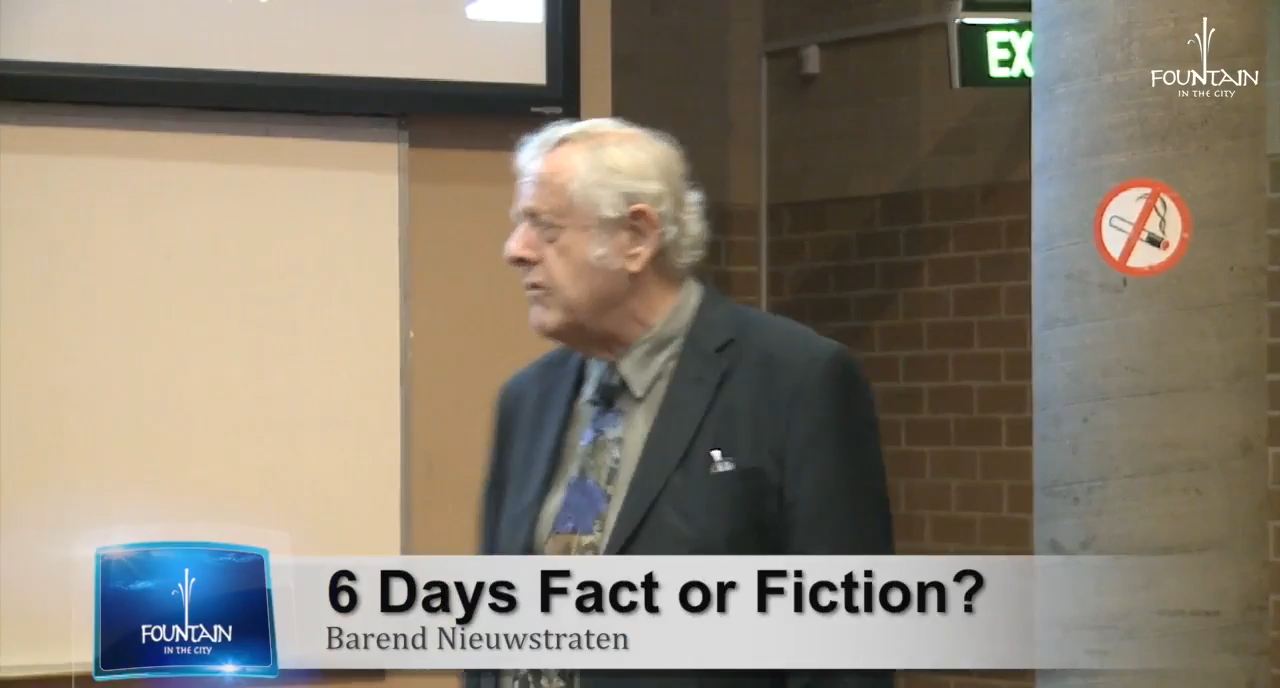 EX
FOUNTAIN
IN THE CITY
FOUNTAIN
IN THE CITY
6 Days Fact or Fiction?
Barend Nieuwstraten